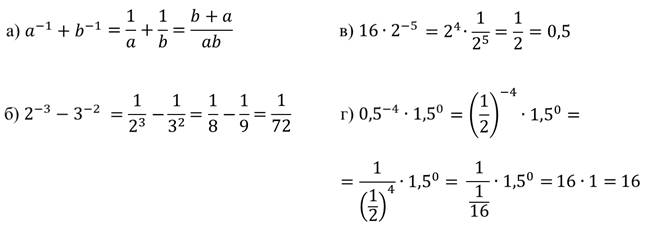 а) a⁻¹ + b⁻¹ = 1/a + 1/b = (b + a)/ab
в) 16 · 2⁻⁵ = 2⁴ · 1/2⁵ = 1/2 = 0,5
б) 2⁻³ − 3⁻² = 1/2³ − 1/3² = 1/8 − 1/9 = 1/72
г) 0,5⁻⁴ · 1,5⁰ = (1/2)⁻⁴ · 1,5⁰ =
= 1/(1/2)⁴ · 1,5⁰ = 1/(1/16) · 1,5⁰ = 16 · 1 = 16